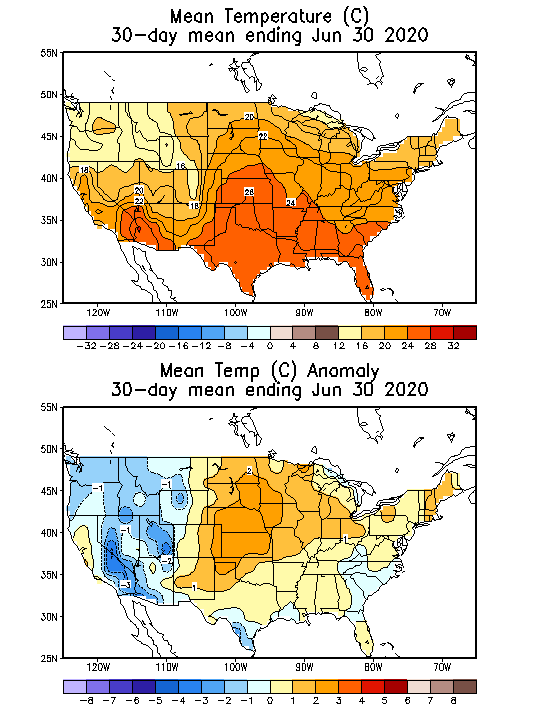 Mean Temperature (C)
30-day mean ending Jun 30 2020
55N
50N
45N
40N
35N
30N
25N
20
22
16
18
20
22
18
26
24
120W 110W 100W 90W 80W 70W
-32 -28 -24 -20 -16 -12 -8 -4 0 4 8 12 16 20 24 28 32
Mean Temp (C) Anomaly
30-day mean ending Jun 30 2020
55N
50N
45N
40N
35N
30N
25N
2
-1
-1
-1
1
-2
-3
1
120W 110W 100W 90W 80W 70W
-8 -7 -6 -5 -4 -3 -2 -1 0 1 2 3 4 5 6 7 8